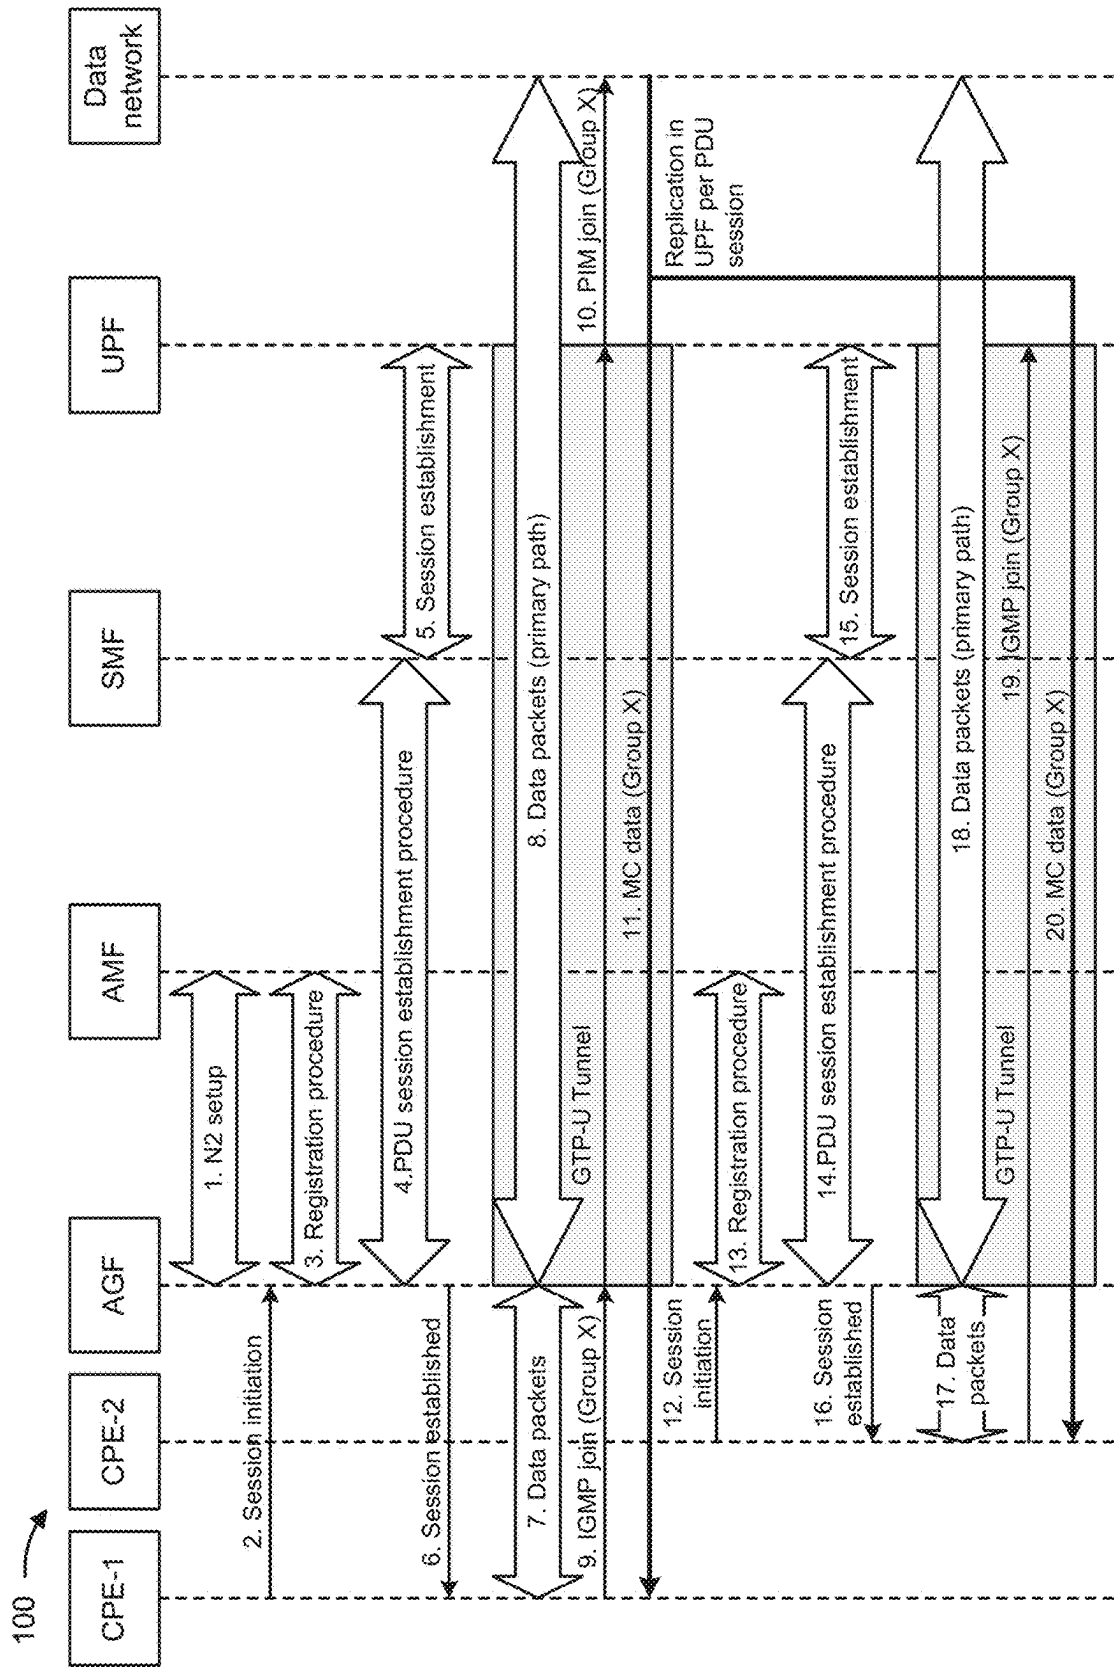 100
CPE-1
CPE-2
AGF
AMF
SMF
UPF
Data
network
1. N2 setup
2. Session initiation
3. Registration procedure
4.PDU session establishment procedure
5. Session establishment
6. Session established
7. Data packets
8. Data packets (primary path)
GTP-U Tunnel
9. IGMP join (Group X)
10. PIM join (Group X)
11. MC data (Group X)
Replication in
UPF per PDU
session
12. Session
initiation
13. Registration procedure
14.PDU session establishment procedure
15. Session establishment
16. Session
established
17. Data
packets
18. Data packets (primary path)
GTP-U Tunnel
19. IGMP join (Group X)
20. MC data (Group X)